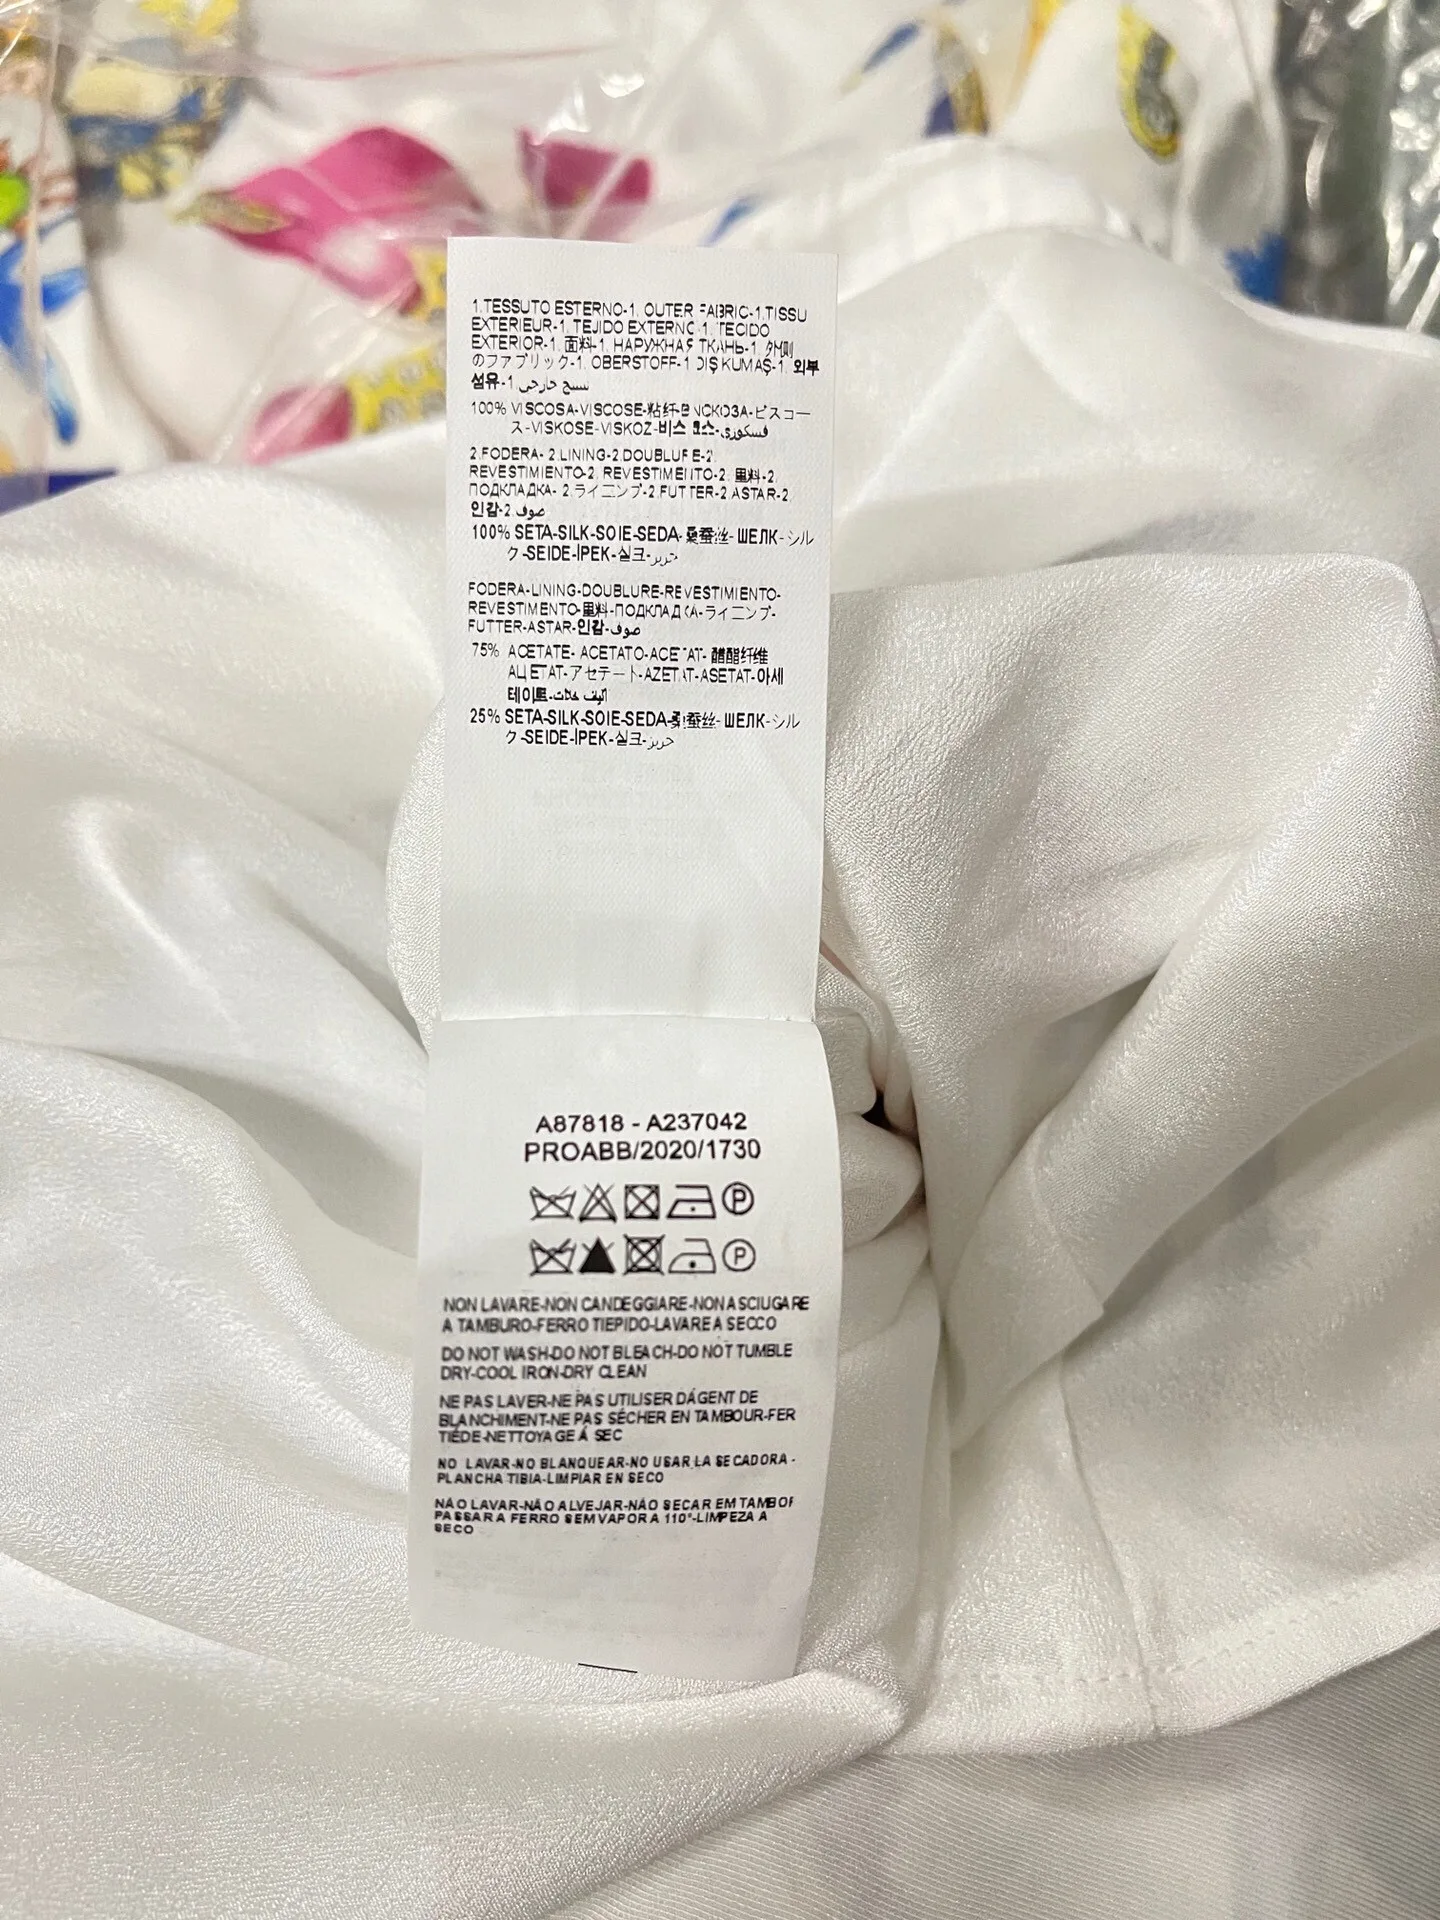 1.TESSUTO ESTERNO-1. OUTER FABRIC-1.TISSU
EXTERIEUR-1. TEJIDO EXTERNO-1. TECIDO
EXTERIOR-1. 面料-1. НАРУЖНАЯ ТКАНЬ-1. 外側
のファブリック-1. OBERSTOFF-1 DIŞ KUMAŞ-1. 외부
섬유-1. نسيج خارجي
100% VISCOSA-VISCOSE-粘纤-ВИСКОЗА-ビスコー
ス-VISKOSE-VISKOZ-비스코스-فسكوزي
2.FODERA- 2.LINING-2.DOUBLURE-2.
REVESTIMIENTO-2. REVESTIMENTO-2. 里料-2.
ПОДКЛАДКА- 2.ライニング-2.FUTTER-2.ASTAR-2.
인감-2.صوف
100% SETA-SILK-SOIE-SEDA-桑蚕丝-ШЕЛК-シル
ク-SEIDE-İPEK-실크-حرير
FODERA-LINING-DOUBLURE-REVESTIMIENTO-
REVESTIMENTO-里料-ПОДКЛАДКА-ライニング-
FUTTER-ASTAR-인감-صوف
75% ACETATE- ACETATO-ACETAT- 醋酯纤维
АЦЕТАТ-アセテート-AZETAT-ASETAT-아세
테이트-الياف خلات
25% SETA-SILK-SOIE-SEDA-桑蚕丝-ШЕЛК-シル
ク-SEIDE-İPEK-실크-حرير
A87818 - A237042
PROABB/2020/1730
P
P
NON LAVARE-NON CANDEGGIARE-NON ASCIUGARE
A TAMBURO-FERRO TIEPIDO-LAVARE A SECCO
DO NOT WASH-DO NOT BLEACH-DO NOT TUMBLE
DRY-COOL IRON-DRY CLEAN
NE PAS LAVER-NE PAS UTILISER DÁGENT DE
BLANCHIMENT-NE PAS SÉCHER EN TAMBOUR-FER
TIÉDE-NETTOYAGE Á SEC
NO LAVAR-NO BLANQUEAR-NO USAR LA SECADORA -
PLANCHA TIBIA-LIMPIAR EN SECO
NÃO LAVAR-NÃO ALVEJAR-NÃO SECAR EM TAMBOR
PASSAR A FERRO SEM VAPOR A 110°-LIMPEZA A
SECO